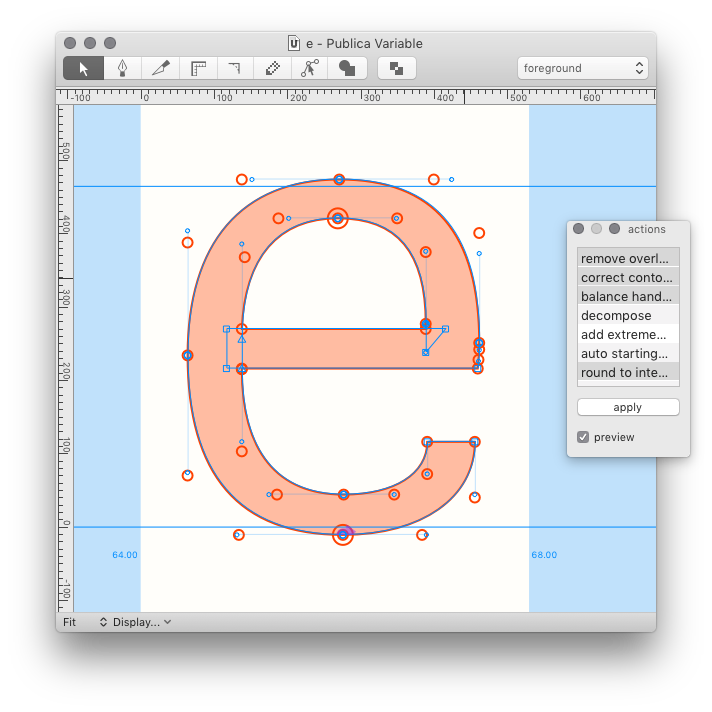 e - Publica Variable
foreground
-100 0 100 200 300 400 500 600
500
400
300
200
100
0
-100
64.00
68.00
actions
remove overl...
correct conto...
balance hand...
decompose
add extreme...
auto starting...
round to inte...
apply
preview
Fit Display...